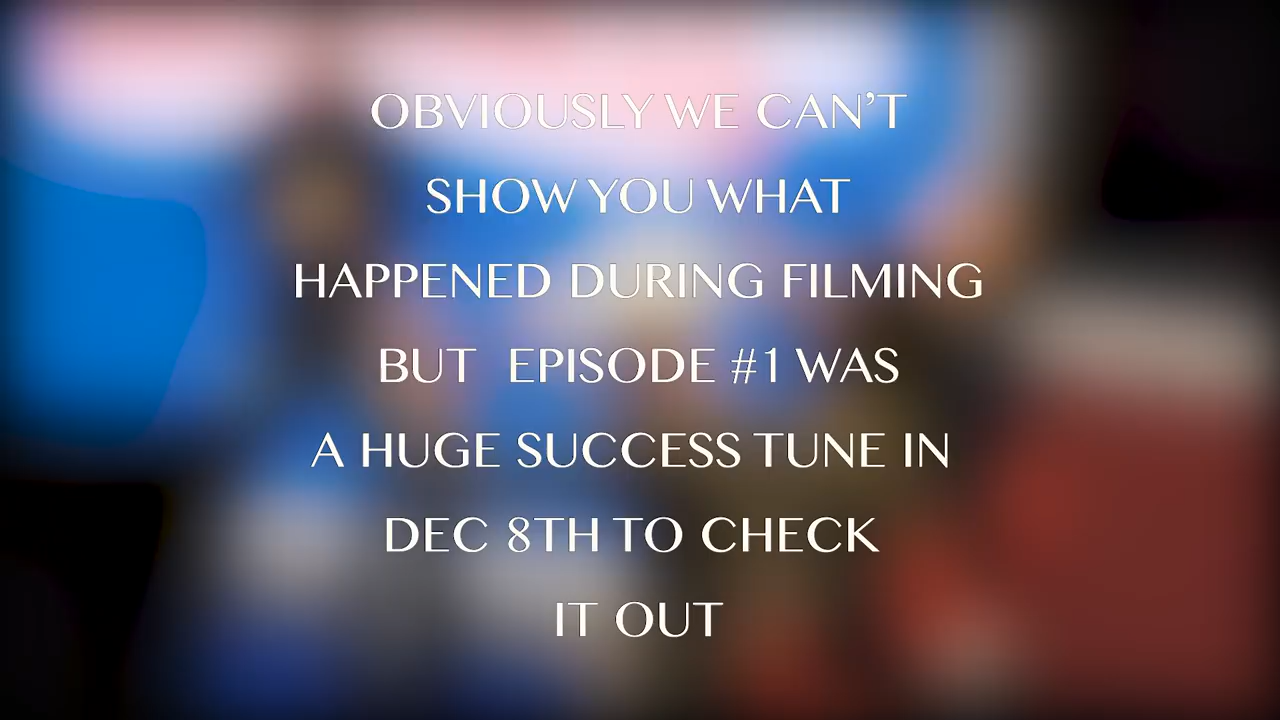 OBVIOUSLY WE CAN'T
SHOW YOU WHAT
HAPPENED DURING FILMING
BUT EPISODE #1 WAS
A HUGE SUCCESS TUNE IN
DEC 8TH TO CHECK
IT OUT